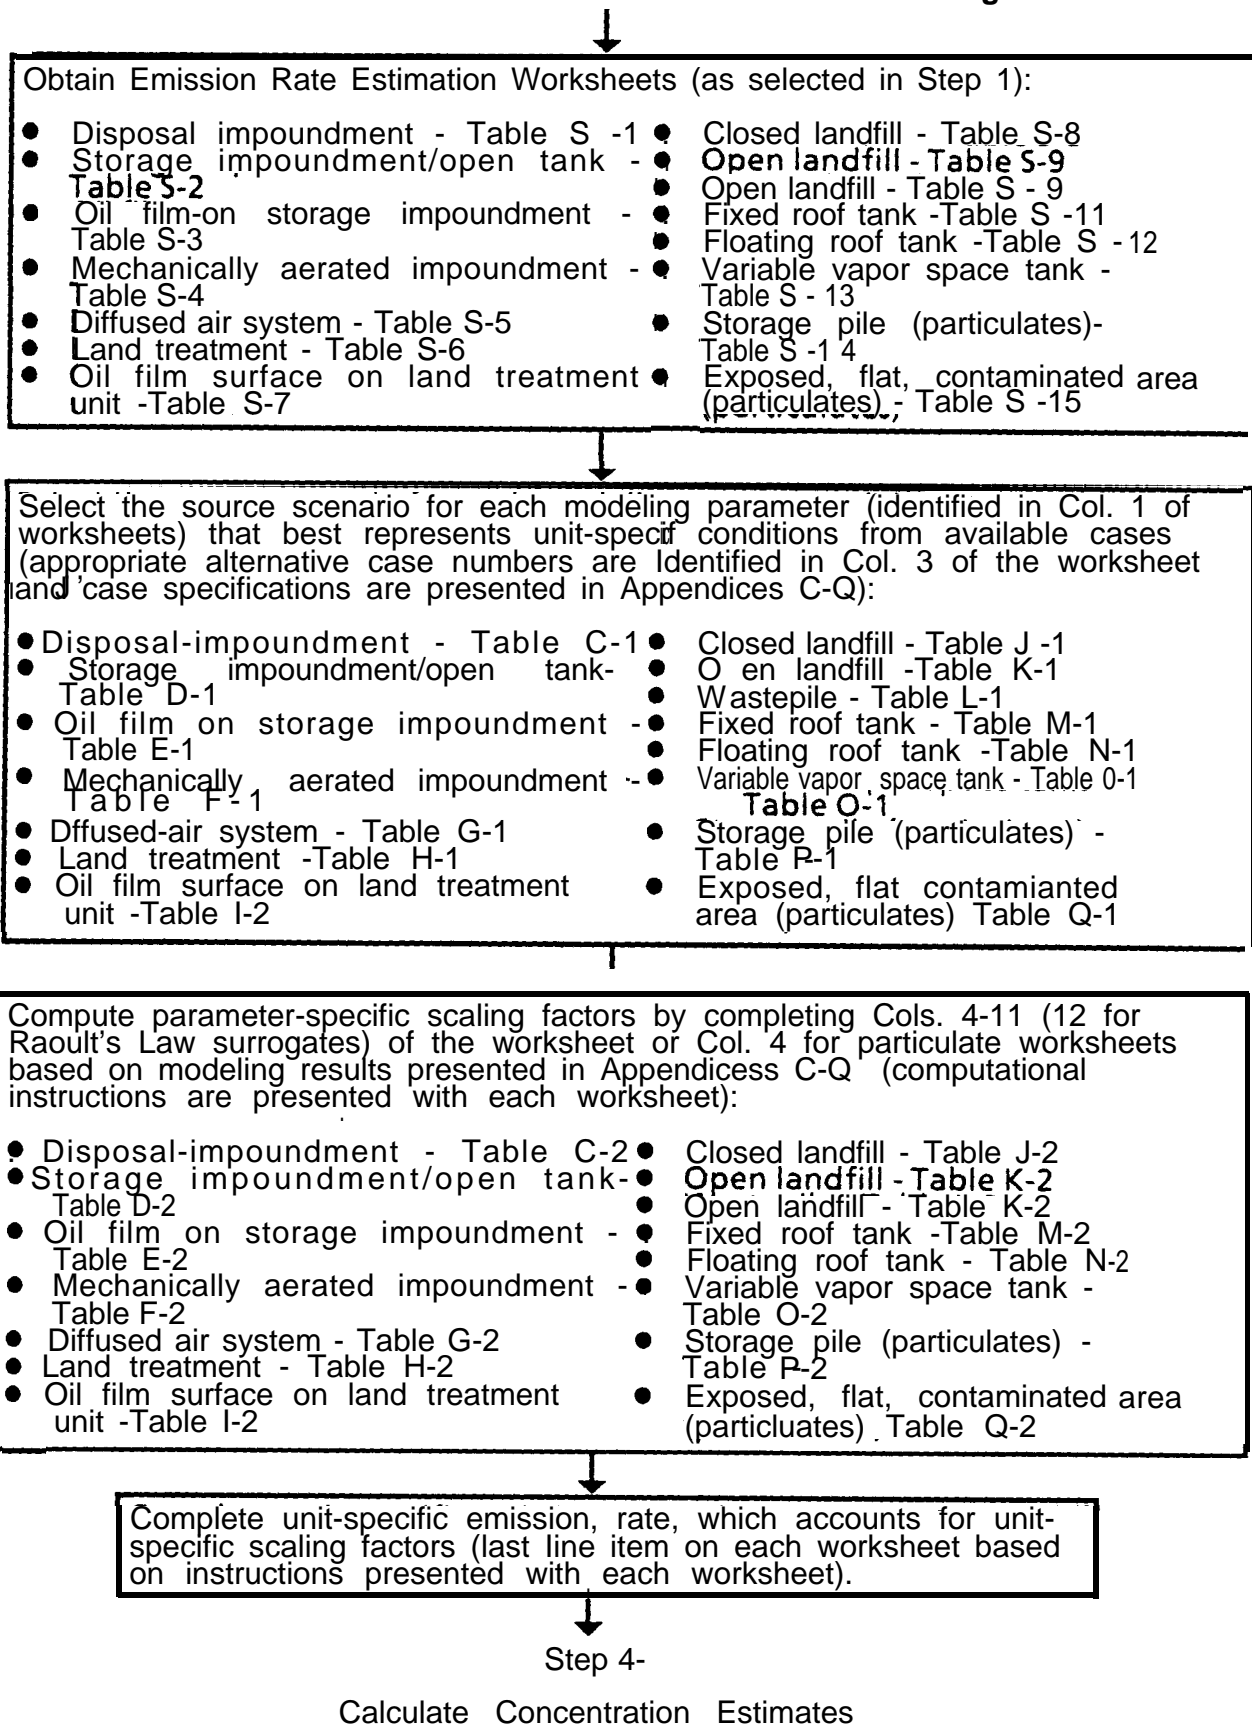 Obtain Emission Rate Estimation Worksheets (as selected in Step 1):
● Disposal impoundment - Table S -1
● Storage impoundment/open tank -
Table S-2
● Oil film-on storage impoundment -
Table S-3
● Mechanically aerated impoundment -
Table S-4
● Diffused air system - Table S-5
● Land treatment - Table S-6
● Oil film surface on land treatment
unit -Table S-7
● Closed landfill - Table S-8
● Open landfill - Table S-9
● Open landfill - Table S - 9
● Fixed roof tank -Table S -11
● Floating roof tank -Table S - 12
● Variable vapor space tank -
Table S - 13
● Storage pile (particulates)-
Table S -1 4
● Exposed, flat, contaminated area
(particulates) - Table S -15
Select the source scenario for each modeling parameter (identified in Col. 1 of
worksheets) that best represents unit-specif conditions from available cases
(appropriate alternative case numbers are Identified in Col. 3 of the worksheet
and case specifications are presented in Appendices C-Q):
● Disposal-impoundment - Table C-1
● Storage impoundment/open tank-
Table D-1
● Oil film on storage impoundment -
Table E-1
● Mechanically aerated impoundment -
Table F-1
● Dffused-air system - Table G-1
● Land treatment -Table H-1
● Oil film surface on land treatment
unit -Table I-2
● Closed landfill - Table J -1
● O en landfill -Table K-1
● Wastepile - Table L-1
● Fixed roof tank - Table M-1
● Floating roof tank -Table N-1
● Variable vapor space tank - Table 0-1
Table O-1
● Storage pile (particulates) -
Table P-1
● Exposed, flat contamianted
area (particulates) Table Q-1
Compute parameter-specific scaling factors by completing Cols. 4-11 (12 for
Raoult's Law surrogates) of the worksheet or Col. 4 for particulate worksheets
based on modeling results presented in Appendicess C-Q (computational
instructions are presented with each worksheet):
● Disposal-impoundment - Table C-2
● Storage impoundment/open tank-
Table D-2
● Oil film on storage impoundment -
Table E-2
● Mechanically aerated impoundment -
Table F-2
● Diffused air system - Table G-2
● Land treatment - Table H-2
● Oil film surface on land treatment
unit -Table I-2
● Closed landfill - Table J-2
● Open landfill - Table K-2
● Open landfill - Table K-2
● Fixed roof tank -Table M-2
● Floating roof tank - Table N-2
● Variable vapor space tank -
Table O-2
● Storage pile (particulates) -
Table P-2
● Exposed, flat, contaminated area
(particluates) Table Q-2
Complete unit-specific emission, rate, which accounts for unit-
specific scaling factors (last line item on each worksheet based
on instructions presented with each worksheet).
Step 4-
Calculate Concentration Estimates